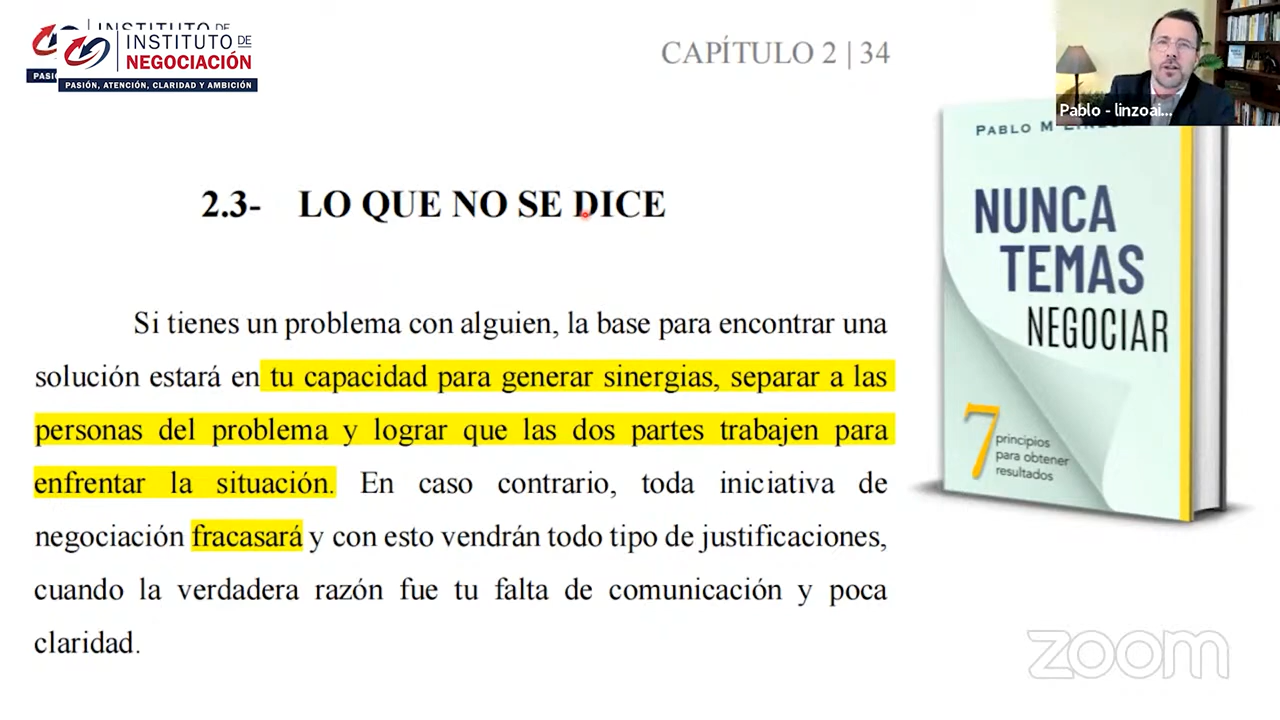 INSTITUTO DE
INSTITUTO DE
NEGOCIACIÓN
PASIÓN, ATENCIÓN, CLARIDAD Y AMBICIÓN
CAPÍTULO 2 | 34
Pablo - linzoai...
2.3- LO QUE NO SE DICE
Si tienes un problema con alguien, la base para encontrar una
solución estará en tu capacidad para generar sinergias, separar a las
personas del problema y lograr que las dos partes trabajen para
enfrentar la situación. En caso contrario, toda iniciativa de
negociación fracasará y con esto vendrán todo tipo de justificaciones,
cuando la verdadera razón fue tu falta de comunicación y poca
claridad.
PABLO M
NUNCA
TEMAS
NEGOCIAR
7 principios
para obtener
resultados
zoom